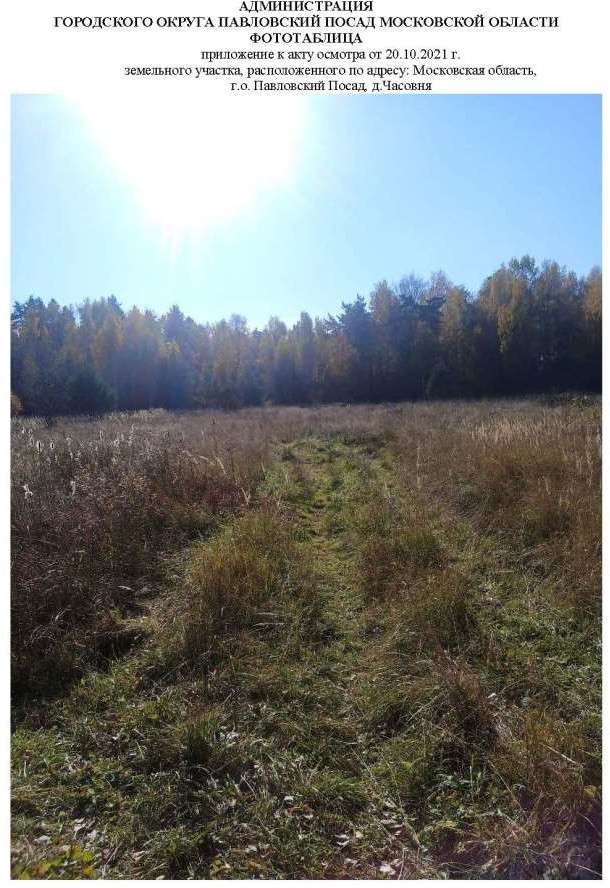 АДМИНИСТРАЦИЯ
ГОРОДСКОГО ОКРУГА ПАВЛОВСКИЙ ПОСАД МОСКОВСКОЙ ОБЛАСТИ
ФОТОТАБЛИЦА
приложение к акту осмотра от 20.10.2021 г.
земельного участка, расположенного по адресу: Московская область,
г.о. Павловский Посад, д.Часовня